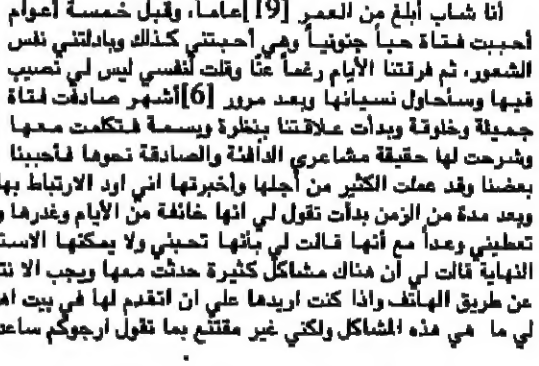 أنا شاب أبلغ من العمر [19] عاما، وقبل خمسة أعوام
أحببت فتاة حباً جنونياً وهي أحبتني كذلك وبادلتني نفس
الشعور، ثم فرقتنا الأيام رغماً عنّا وقلت لنفسي ليس لي نصيب
فيها وسأحاول نسيانها وبعد مرور [6] أشهر صادفت فتاة
جميلة وخلوقة وبدأت علاقتنا بنظرة وبسمة فتكلمت معها
وشرحت لها حقيقة مشاعري الدافئة والصادقة نحوها فأحببنا
بعضنا وقد عملت الكثير من أجلها وأخبرتها اني اود الارتباط بها
وبعد مدة من الزمن بدأت تقول لي انها خائفة من الأيام وغدرها و
تعطيني وعداً مع أنها قالت لي بأنها تحبني ولا يمكنها الاست
النهاية قالت لي أن هناك مشاكل كثيرة حدثت معها ويجب الا نت
عن طريق الهاتف واذا كنت اريدها علي ان اتقدم لها في بيت اه
لي ما هي هذه المشاكل ولكني غير مقتنع بما تقول ارجوكم ساعد